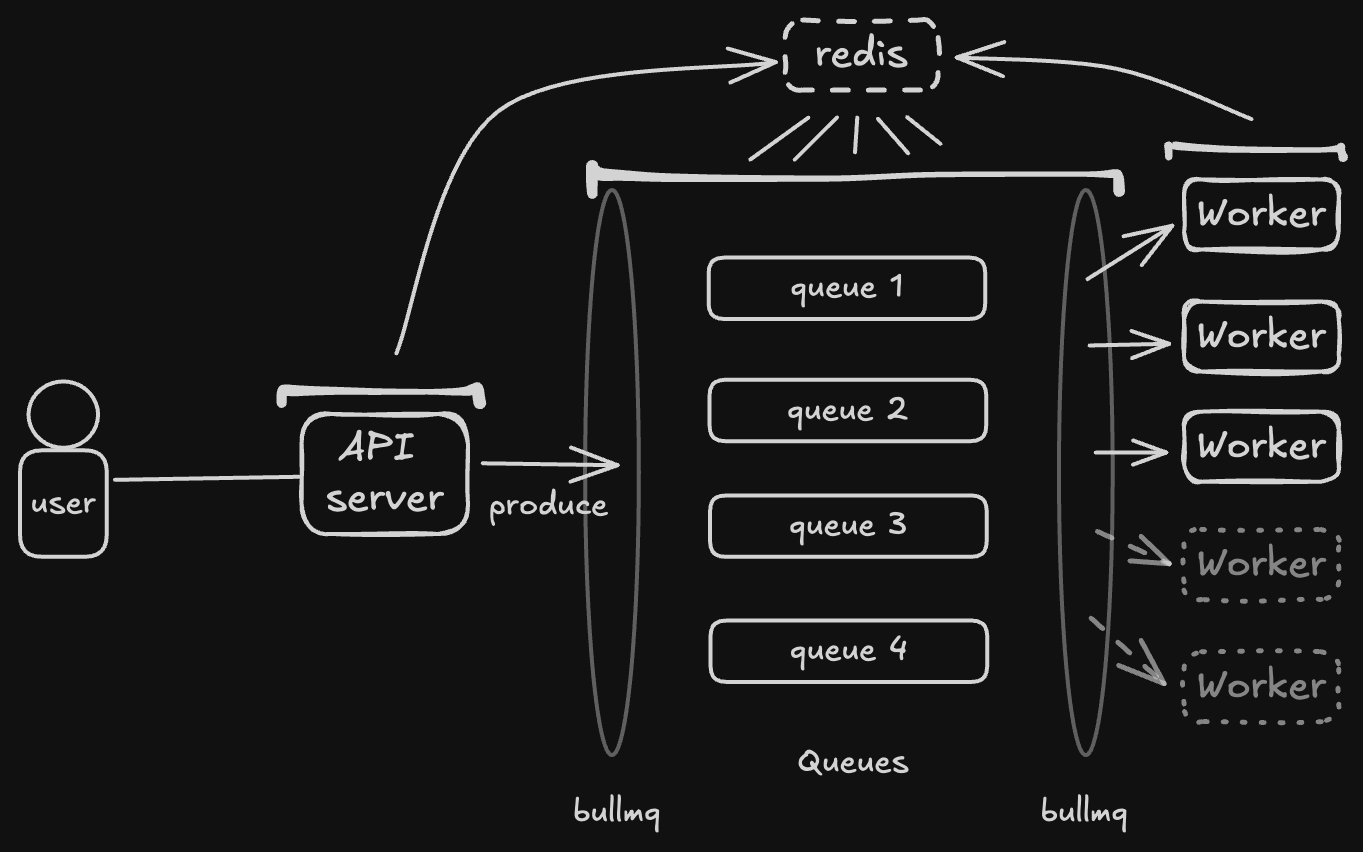 redis
Worker
queue 1
Worker
queue 2
API
server
Worker
user
produce
queue 3
Worker
queue 4
Worker
Queues
bullmq
bullmq